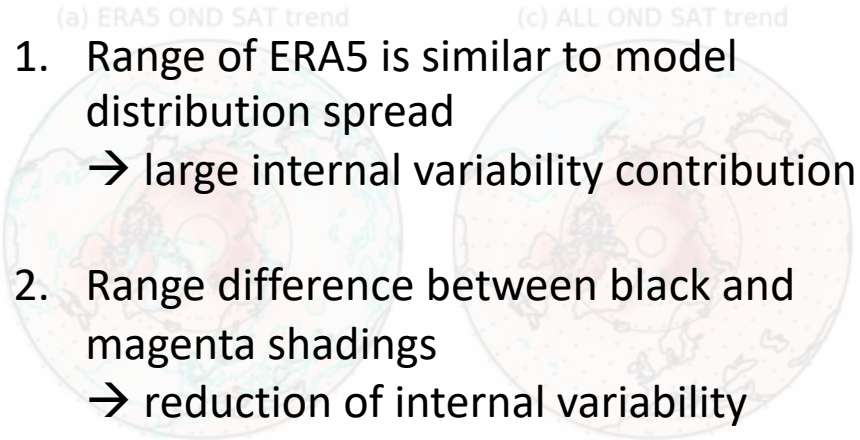 (a) ERA5 OND SAT trend (c) ALL OND SAT trend
1. Range of ERA5 is similar to model
distribution spread
→ large internal variability contribution
2. Range difference between black and
magenta shadings
→ reduction of internal variability